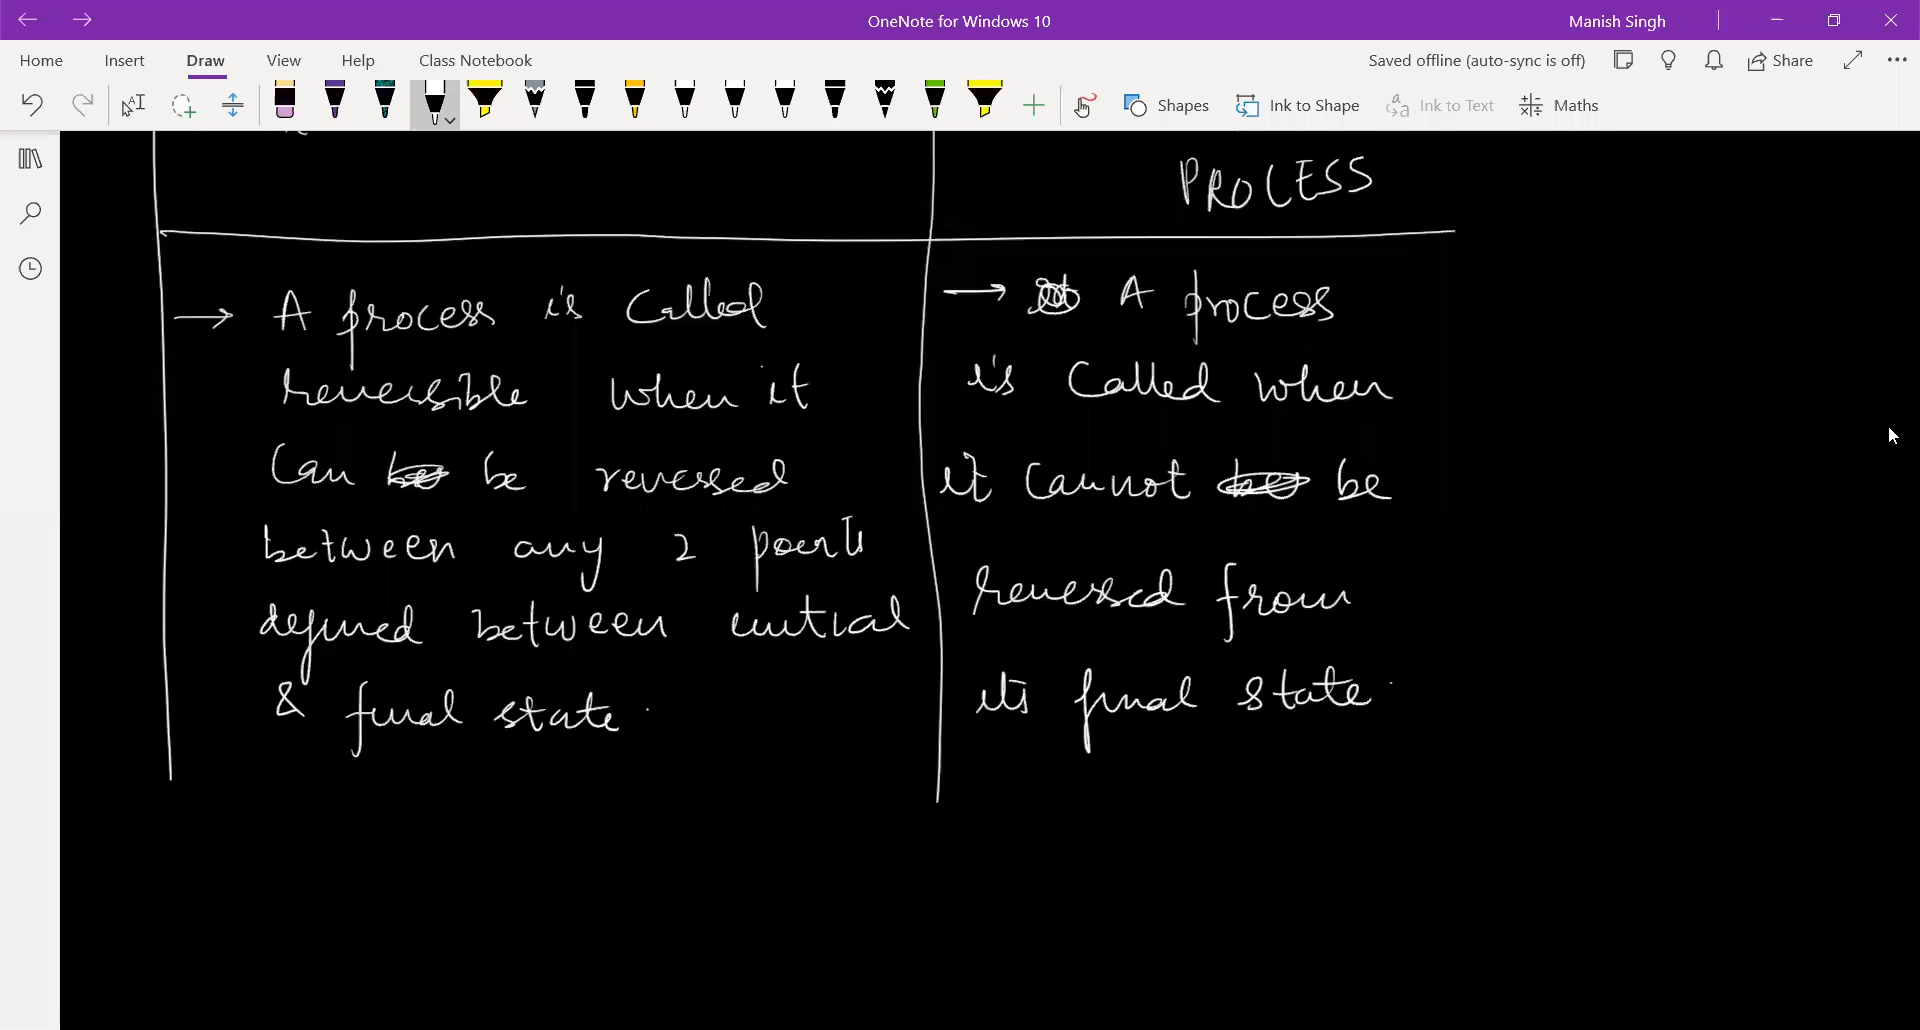 OneNote for Windows 10
Manish Singh
Home Insert Draw View Help Class Notebook
Saved offline (auto-sync is off) Share
Shapes Ink to Shape Ink to Text Maths
PROCESS
→ A process is called
reversible when it
can be reversed
between any 2 points
defined between initial
& final state.
→ A process
is called when
it cannot be
reversed from
its final state.